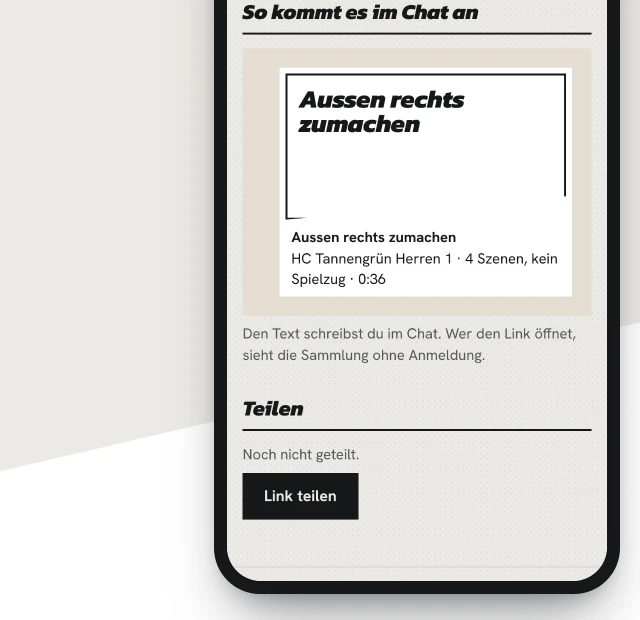 So kommt es im Chat an
Aussen rechts
zumachen
Aussen rechts zumachen
HC Tannengrün Herren 1 · 4 Szenen, kein
Spielzug · 0:36
Den Text schreibst du im Chat. Wer den Link öffnet,
sieht die Sammlung ohne Anmeldung.
Teilen
Noch nicht geteilt.
Link teilen